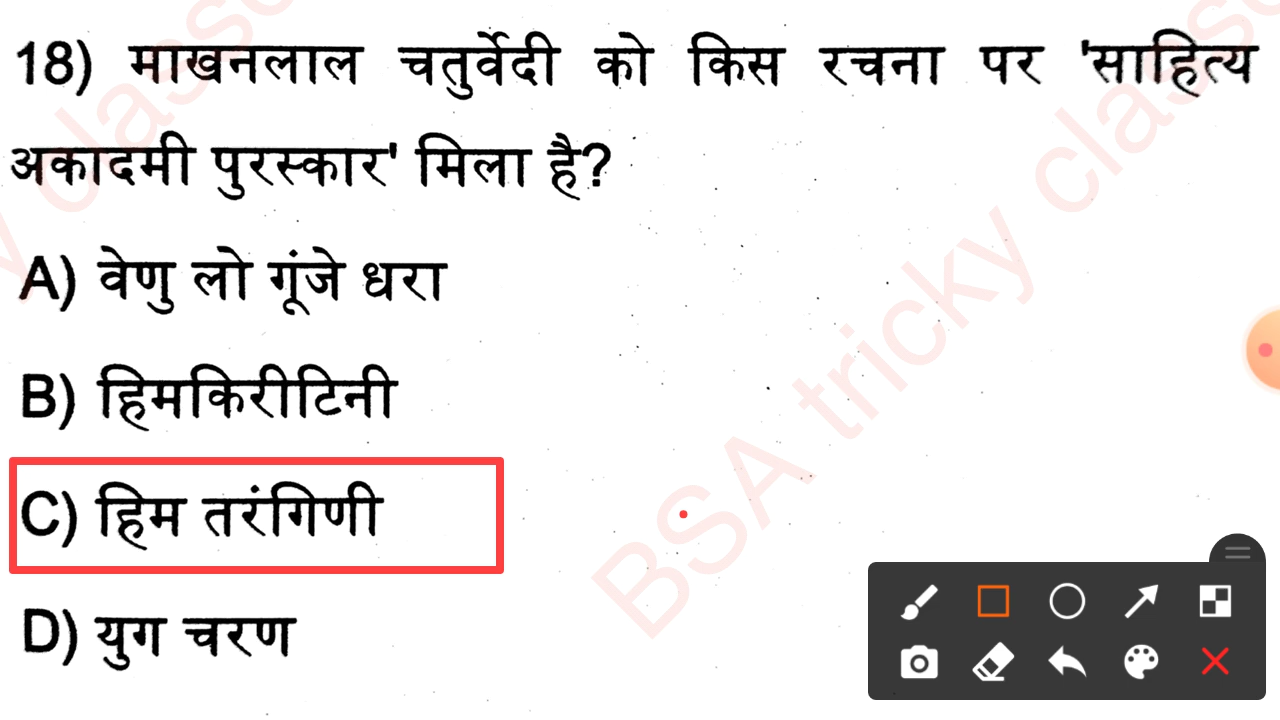 18) माखनलाल चतुर्वेदी को किस रचना पर 'साहित्य
अकादमी पुरस्कार' मिला है?
A) वेणु लो गूंजे धरा
B) हिमकिरीटिनी
C) हिम तरंगिणी
D) युग चरण
BSA tricky classes